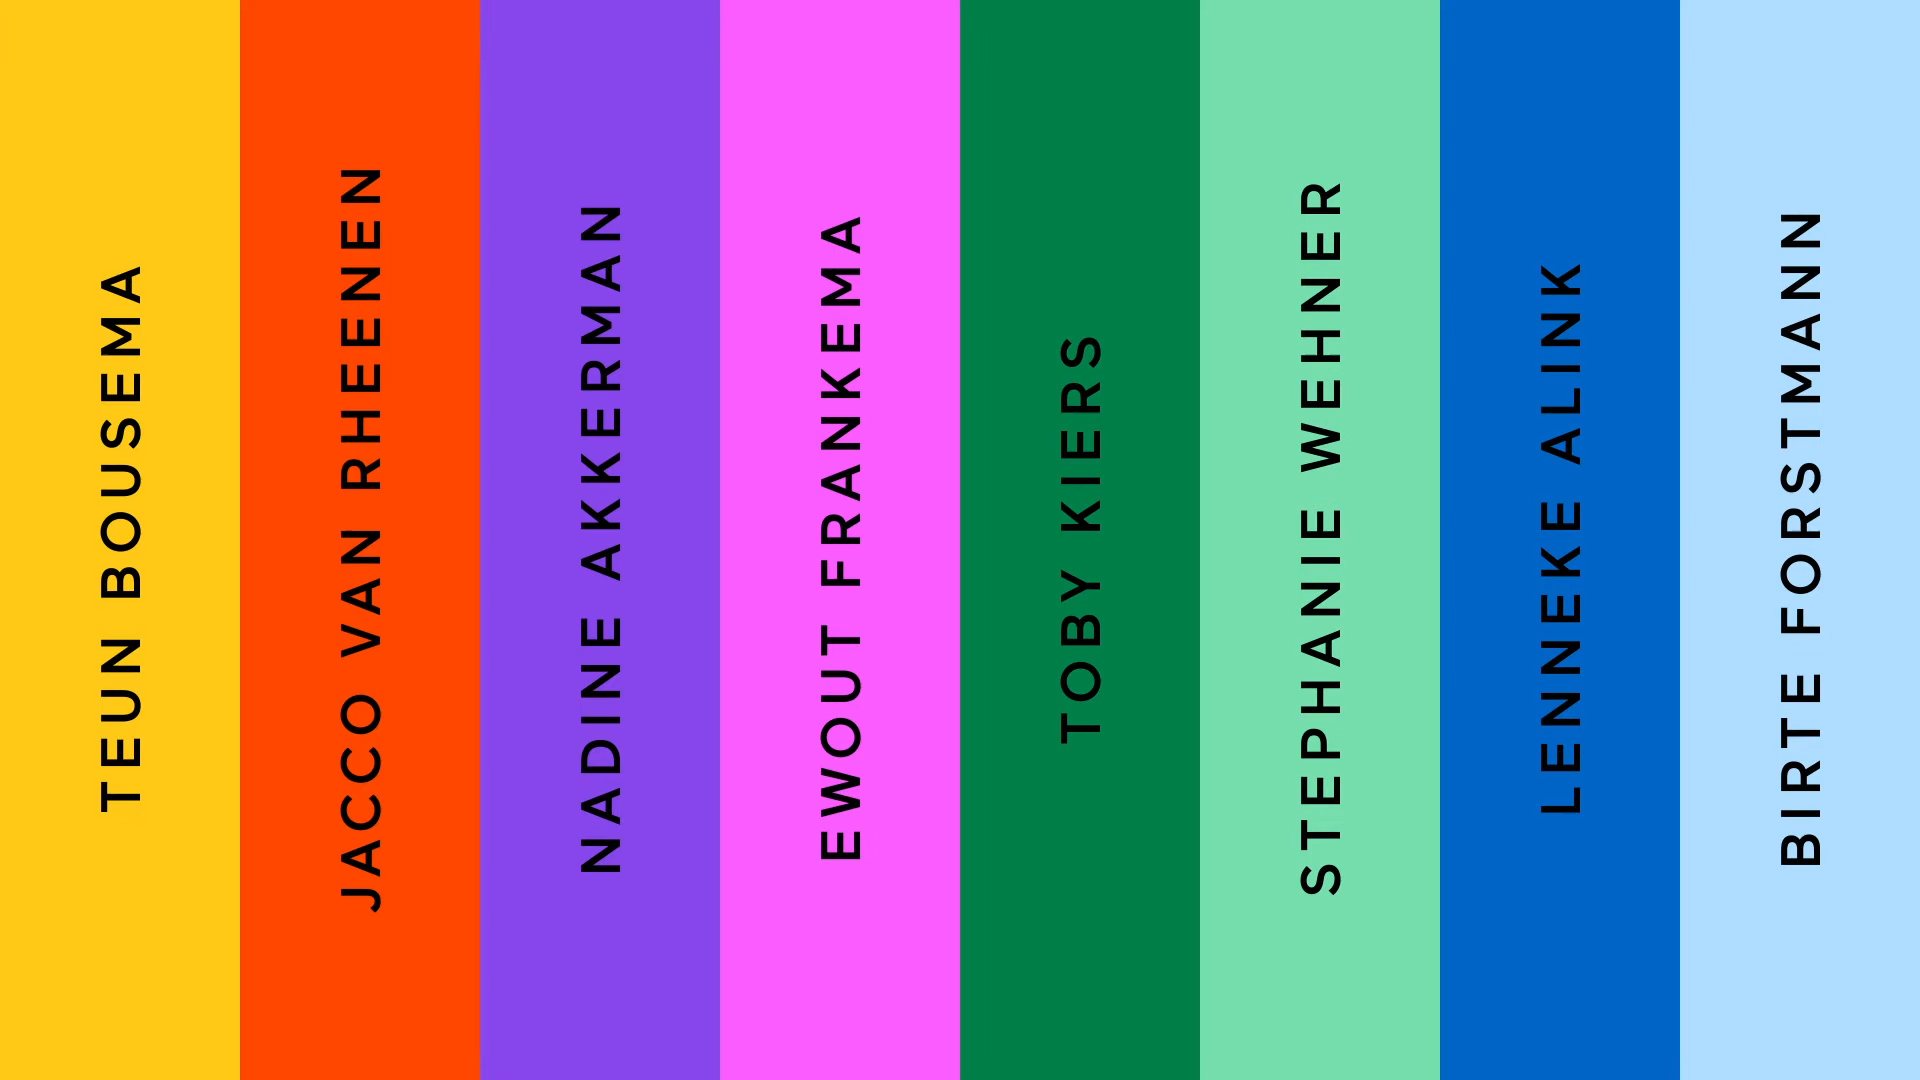 TEUN BOUSEMA
JACCO VAN RHEENEN
NADINE AKKERMAN
EWOUT FRANKEMA
TOBY KIERS
STEPHANIE WEHNER
LENNEKE ALINK
BIRTE FORSTMANN